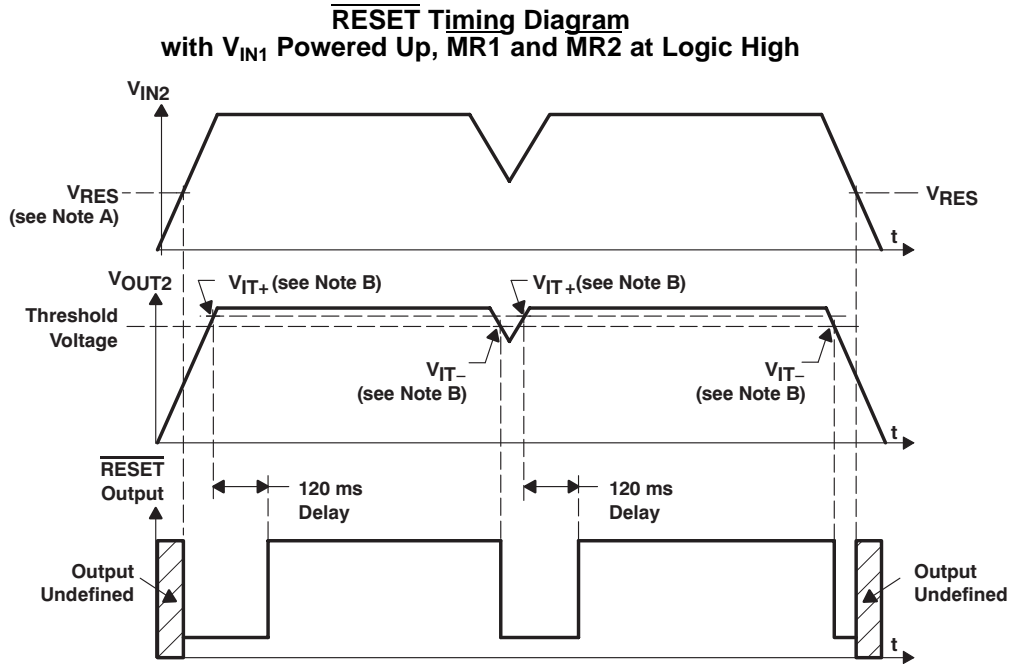 RESET Timing Diagram
with VIN1 Powered Up, MR1 and MR2 at Logic High
VIN2
VRES
(see Note A)
VRES
t
VOUT2
VIT+ (see Note B)
VIT+(see Note B)
Threshold
Voltage
VIT−
(see Note B)
VIT−
(see Note B)
t
RESET
Output
120 ms
Delay
120 ms
Delay
Output
Undefined
Output
Undefined
t